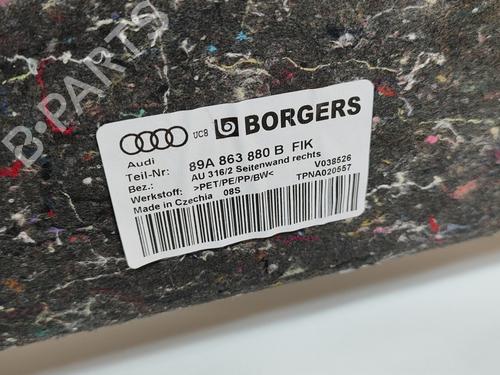 B-PARTS
UCB BORGERS
Audi
Teil-Nr: 89A 863 880 B FIK
Bez.: AU 316/2 Seitenwand rechts V038526
Werkstoff: >PET/PE/PP/BW< TPNA020557
Made in Czechia 08S